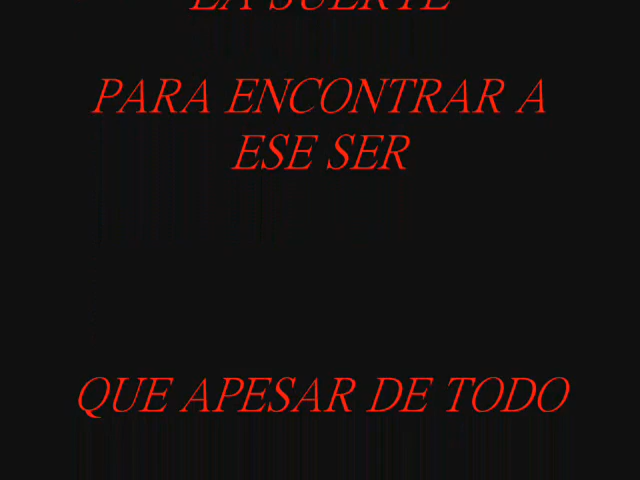 LA SUERTE
PARA ENCONTRAR A
ESE SER
QUE APESAR DE TODO